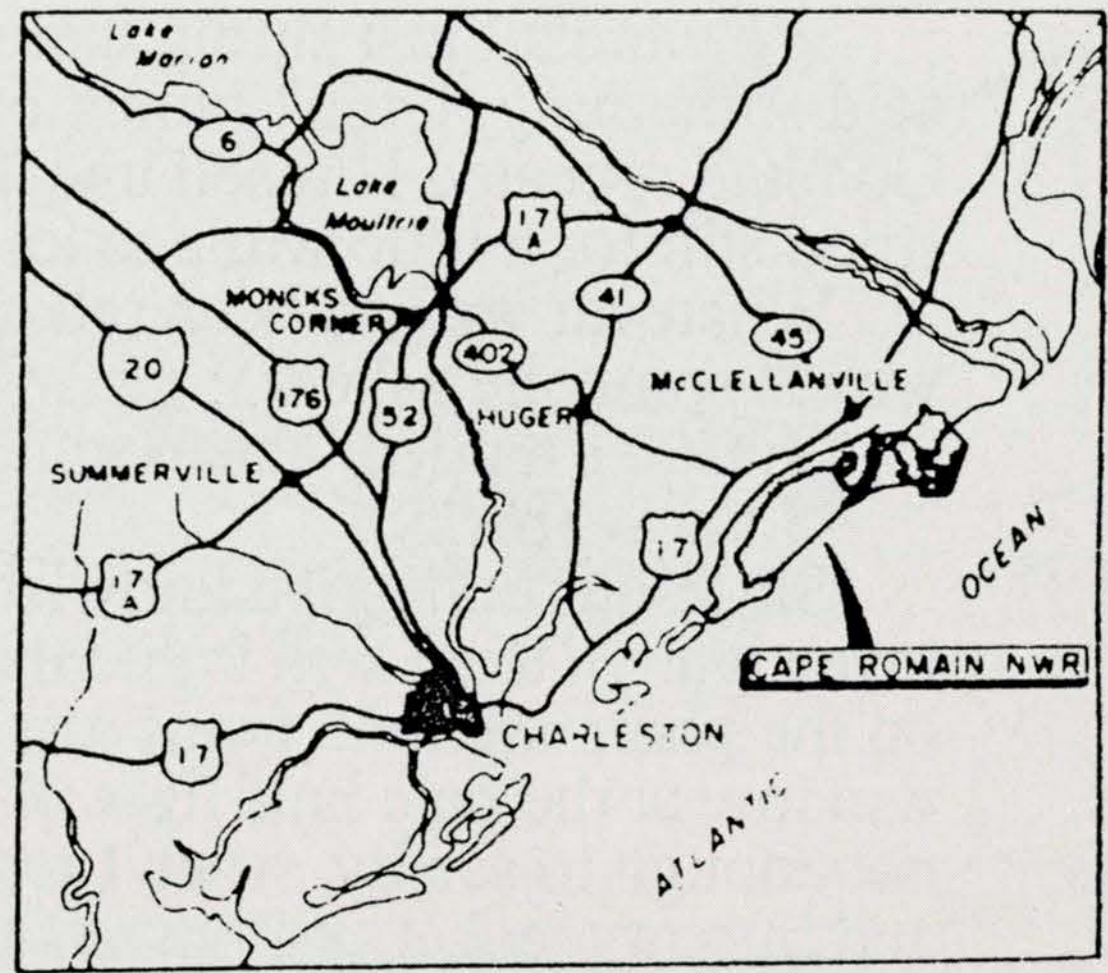 Lake
Marion
6
Lake
Moultrie
17
A
MONCKS
CORNER
41
45
20
402
McCLELLANVILLE
176
52
HUGER
SUMMERVILLE
17
17
A
OCEAN
CAPE ROMAIN NWR
CHARLESTON
17
ATLANTIC